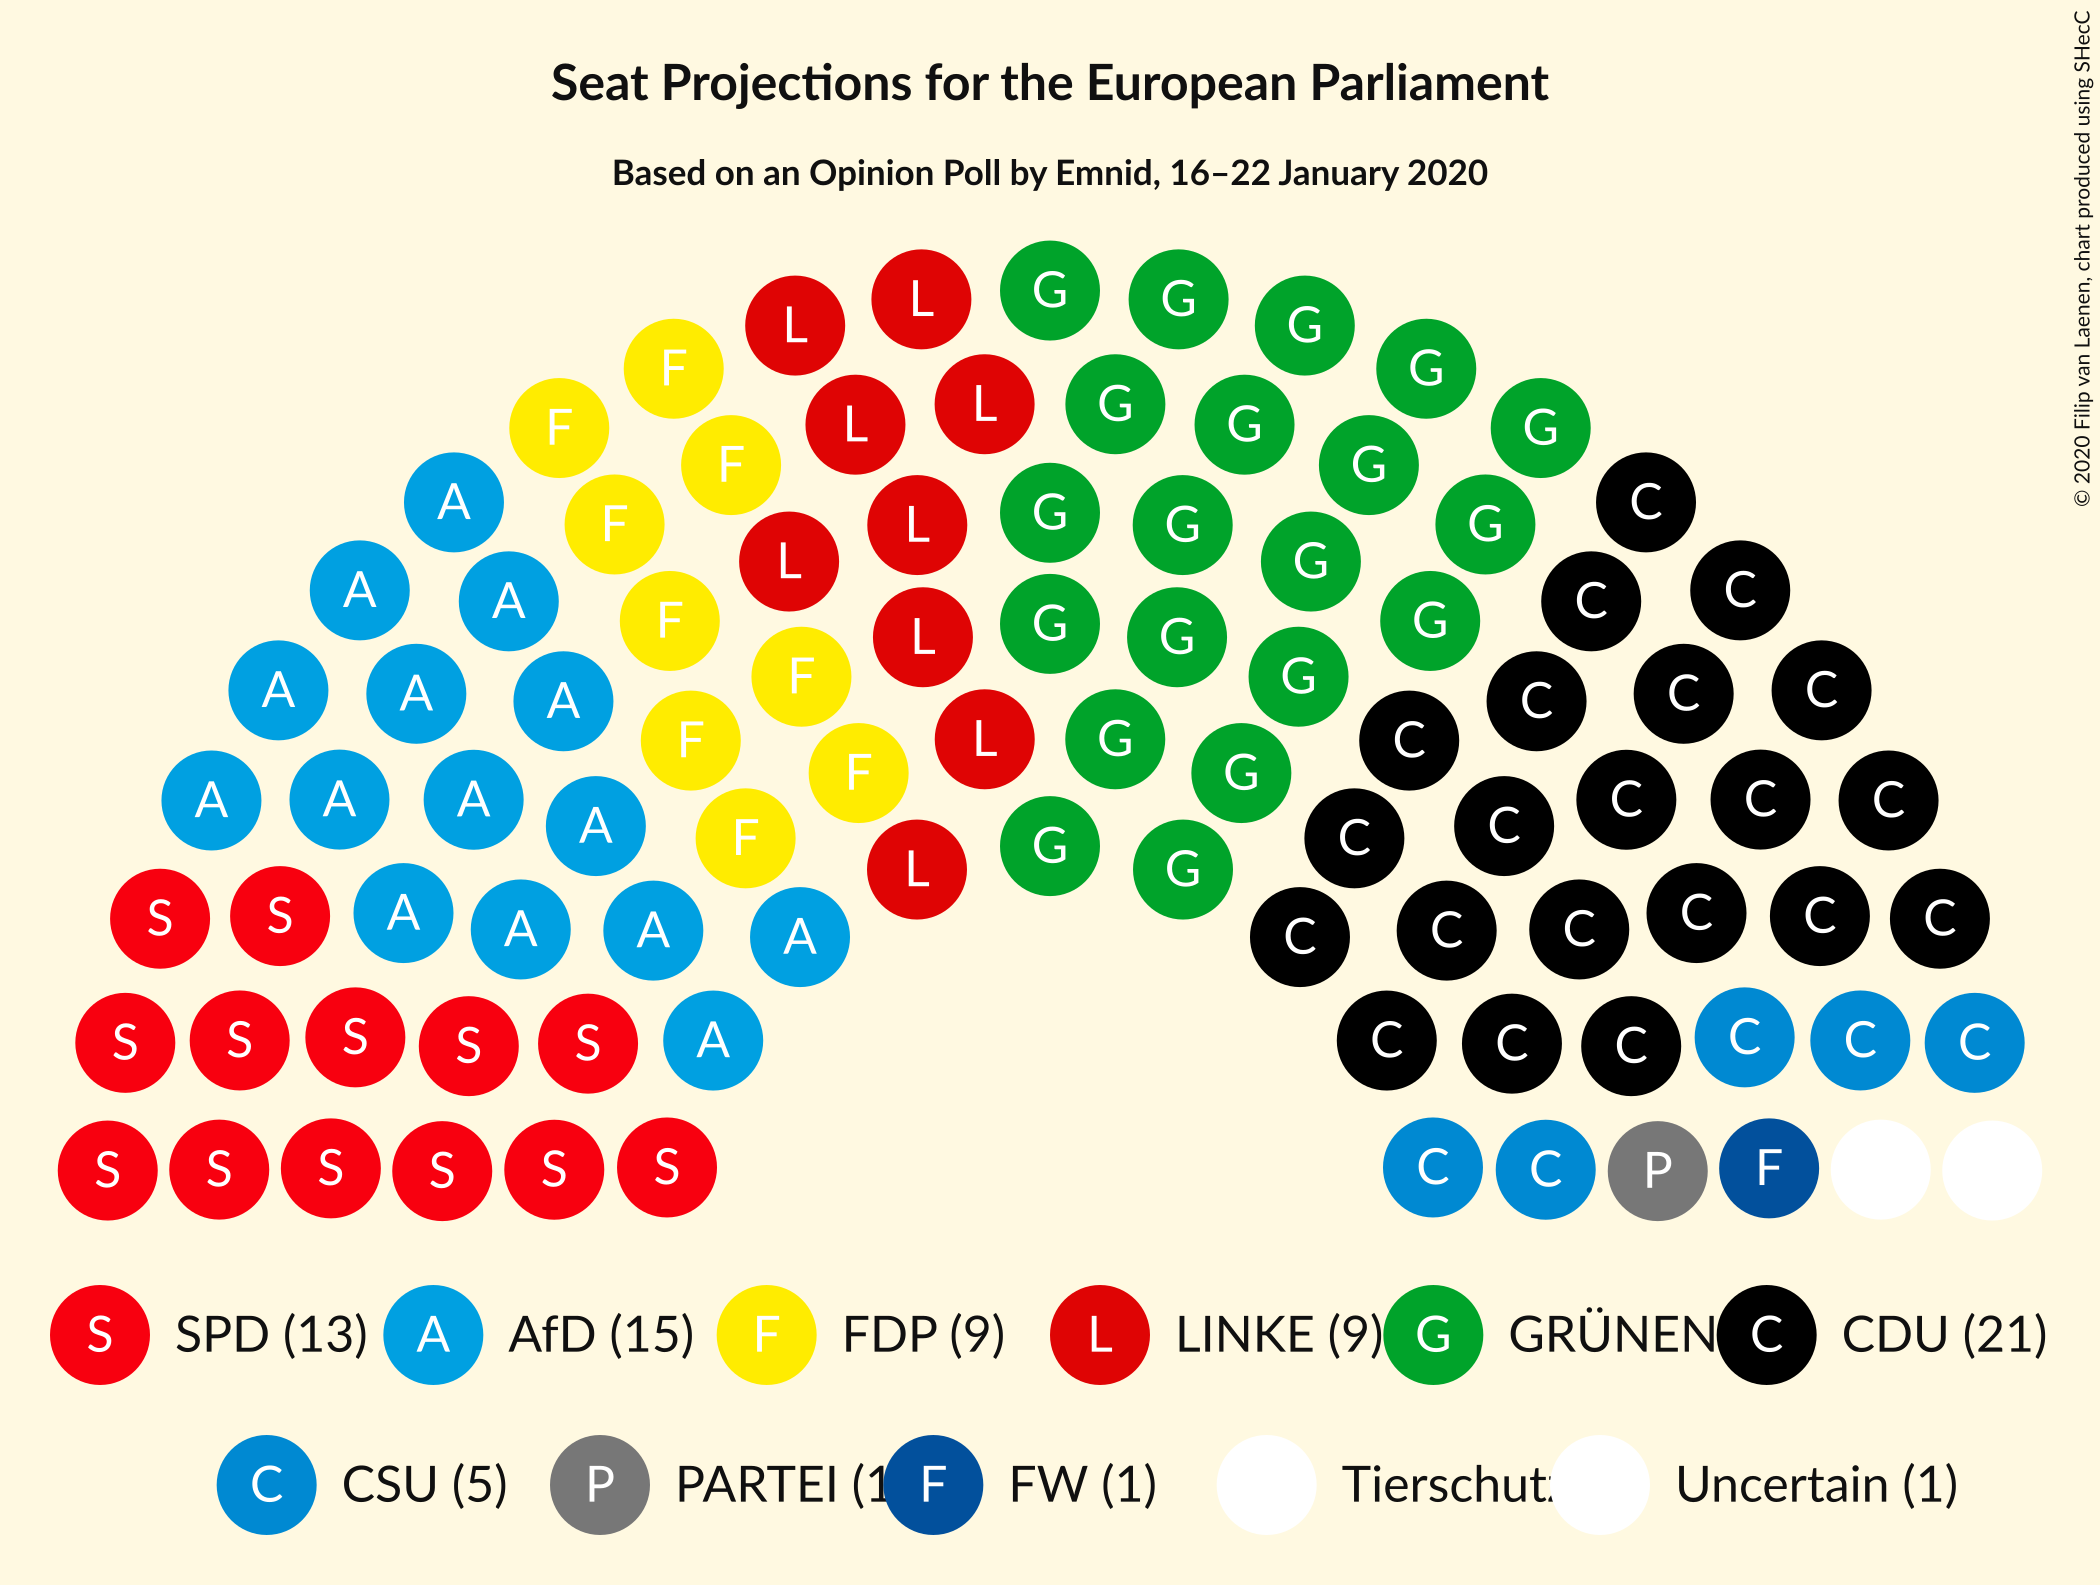 Seat Projections for the European Parliament
Based on an Opinion Poll by Emnid, 16–22 January 2020
© 2020 Filip van Laenen, chart produced using SHecC
L L G G G
F G
L L G G
F G
F G
A F L G G G C
F L G G
A A F L G G G C C
F L G G
A A A F L G G C C C C
A A A A F F G C C C C C
F C
L G G
S S A A A A C C C C C C
S S S S S A C C C C C C
S S S S S S C C P F
S SPD (13) A AfD (15) F FDP (9) L LINKE (9) G GRÜNEN C CDU (21)
C CSU (5) P PARTEI (1 F FW (1) Tierschutz Uncertain (1)